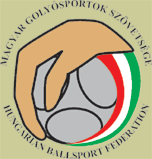 MAGYAR GOLYÓSPORTOK SZÖVETSÉGE
HUNGARIAN BALLSPORT FEDERATION